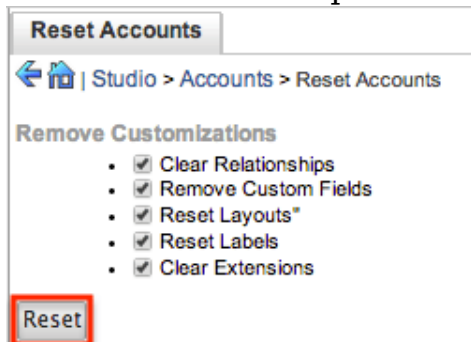 Reset Accounts
| Studio > Accounts > Reset Accounts
Remove Customizations
• Clear Relationships
• Remove Custom Fields
• Reset Layouts*
• Reset Labels
• Clear Extensions
Reset